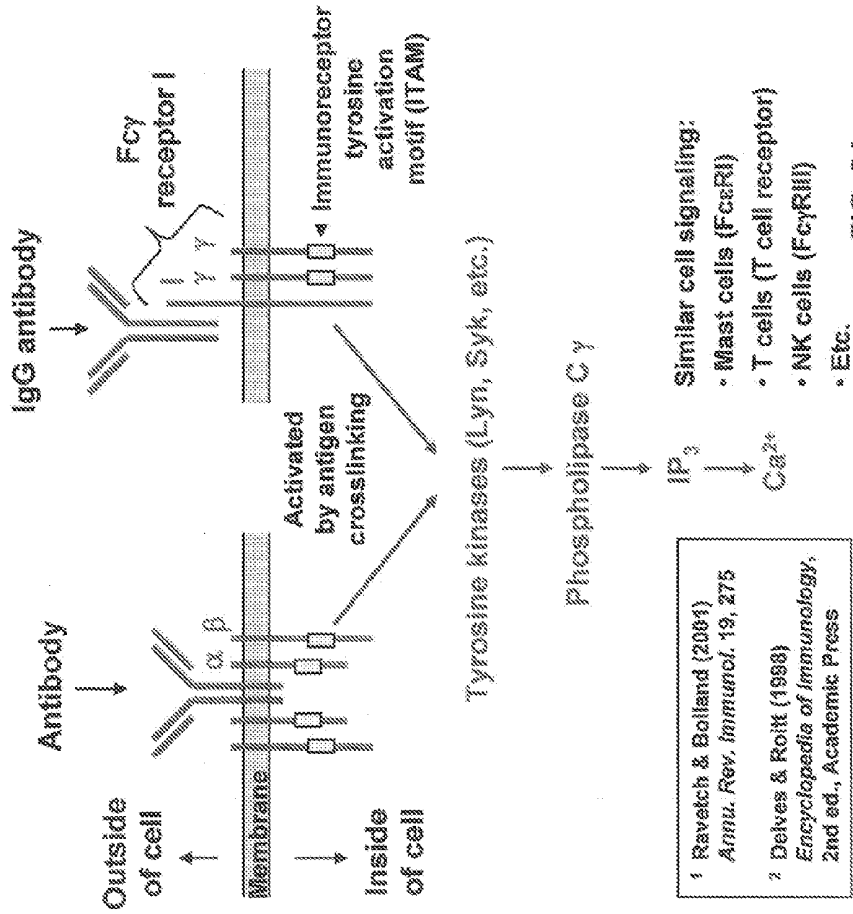 Outside
of cell
Antibody
α β
Membrane
Inside
of cell
IgG antibody
Fcγ
receptor I
I
γ γ
Immunoreceptor
tyrosine
activation
motif (ITAM)
Activated
by antigen
crosslinking
Tyrosine kinases (Lyn, Syk, etc.)
Phospholipase C γ
IP3
Ca2+
Similar cell signaling:
• Mast cells (FcεRI)
• T cells (T cell receptor)
• NK cells (FcγRIII)
• Etc.
1 Ravetch & Bolland (2001)
Annu. Rev. Immunol. 19, 275
2 Delves & Roitt (1998)
Encyclopedia of Immunology,
2nd ed., Academic Press